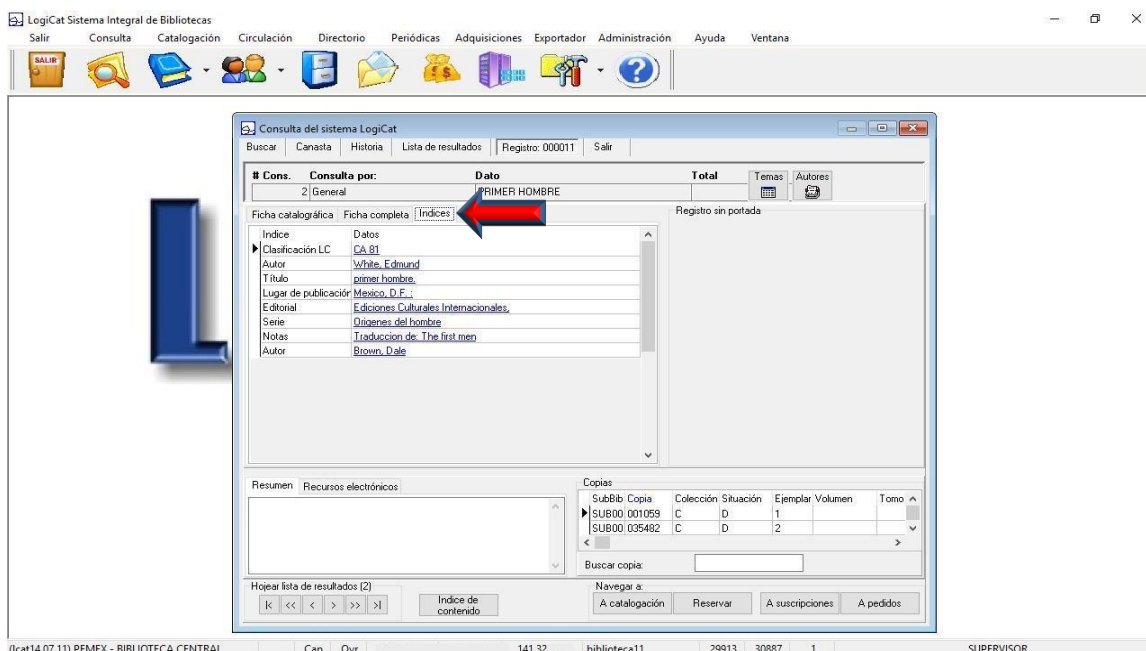 LogiCat Sistema Integral de Bibliotecas
Salir Consulta Catalogación Circulación Directorio Periódicas Adquisiciones Exportador Administración Ayuda Ventana
SALIR
L
Consulta del sistema LogiCat
Buscar Canasta Historia Lista de resultados Registro: 000011 Salir
# Cons. Consulta por: Dato Total Temas Autores
2 General PRIMER HOMBRE
Ficha catalográfica Ficha completa Indices Registro sin portada
Indice Datos
Clasificación LC CA 81
Autor White, Edmund
Título primer hombre.
Lugar de publicación Mexico, D.F. :
Editorial Ediciones Culturales Internacionales,
Serie Origenes del hombre
Notas Traduccion de: The first men
Autor Brown, Dale
Resumen Recursos electrónicos Copias
SubBib Copia Colección Situación Ejemplar Volumen Tomo
SUB00 001059 C D 1
SUB00 035482 C D 2
Buscar copia:
Hojear lista de resultados (2) Navegar a:
|< << < > >> >| Indice de contenido A catalogación Reservar A suscripciones A pedidos
(lcat14.07.11) PEMEX - BIBLIOTECA CENTRAL Cap Ovr 141.32 biblioteca11 29913 30887 1 SUPERVISOR